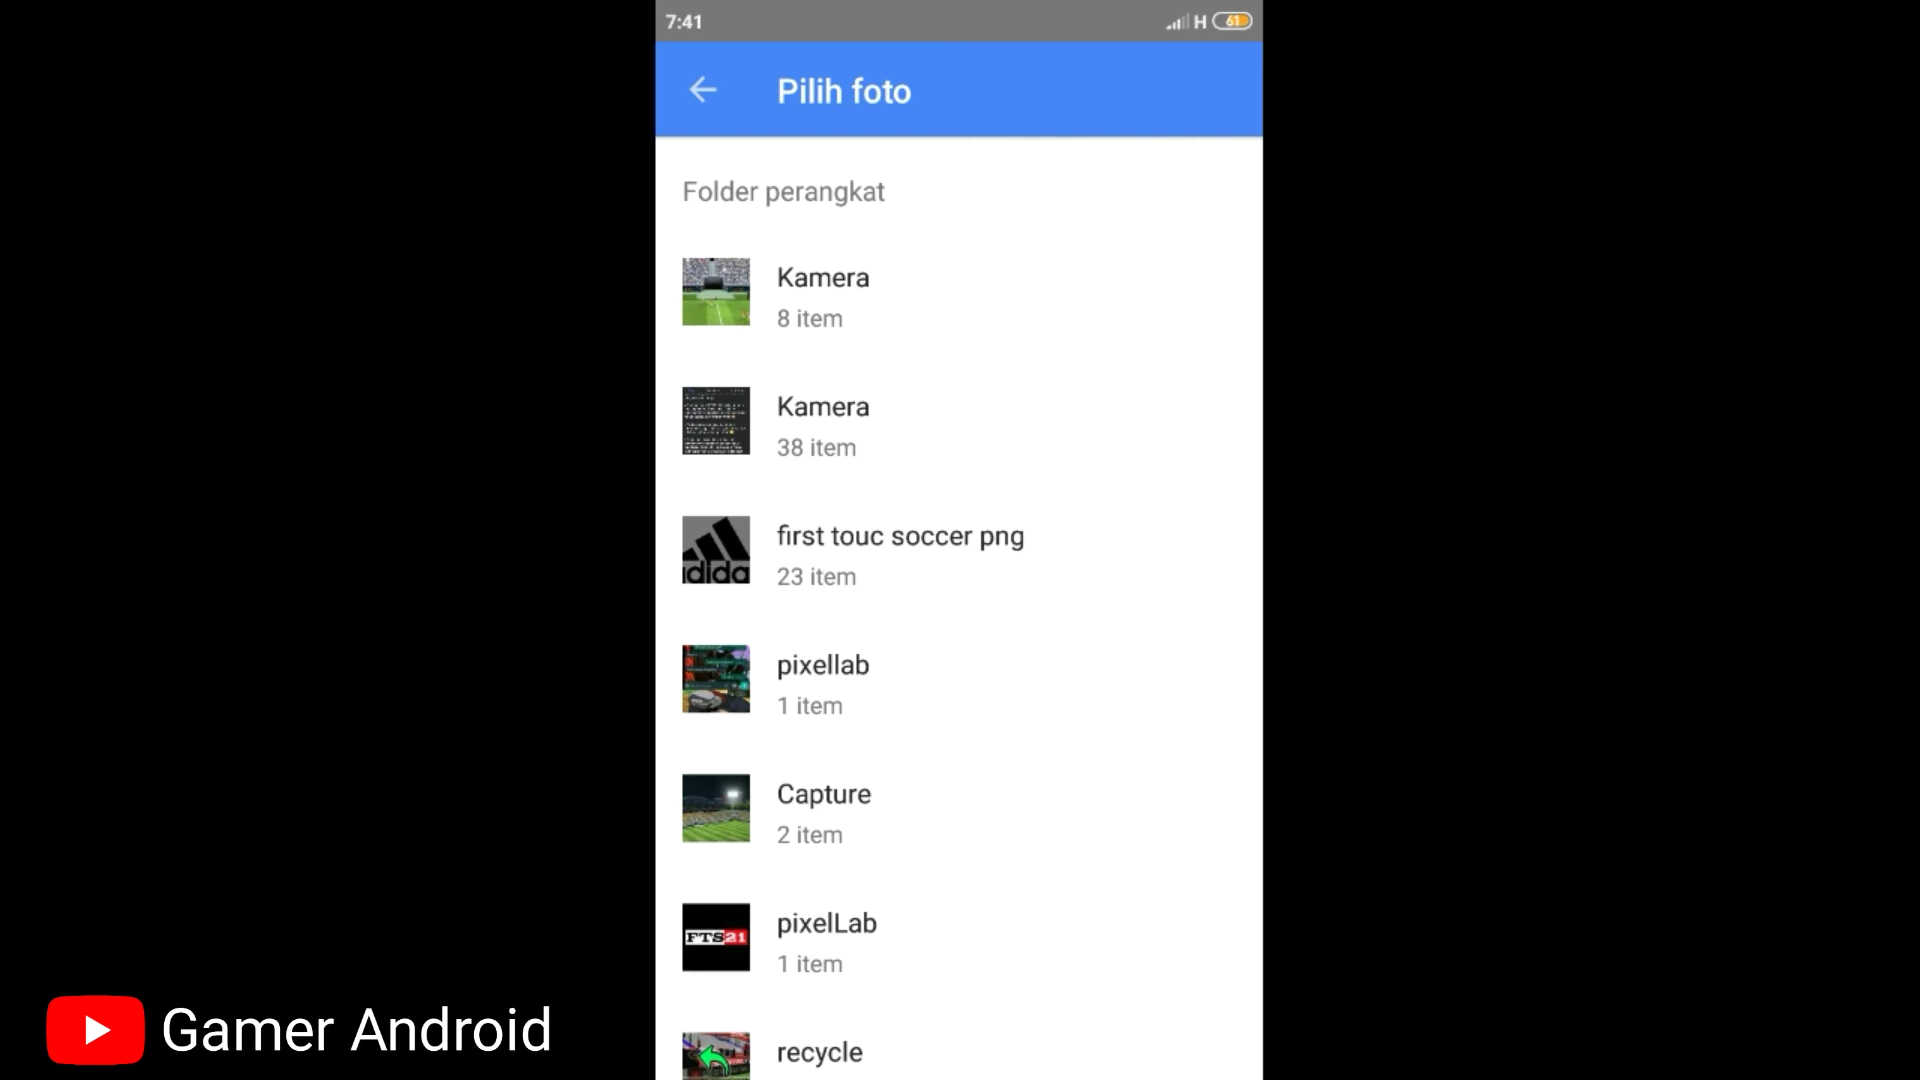 7:41
H
61
Pilih foto
Folder perangkat
Kamera
8 item
Kamera
38 item
first touc soccer png
23 item
pixellab
1 item
Capture
2 item
FTS21
pixelLab
1 item
recycle
Gamer Android